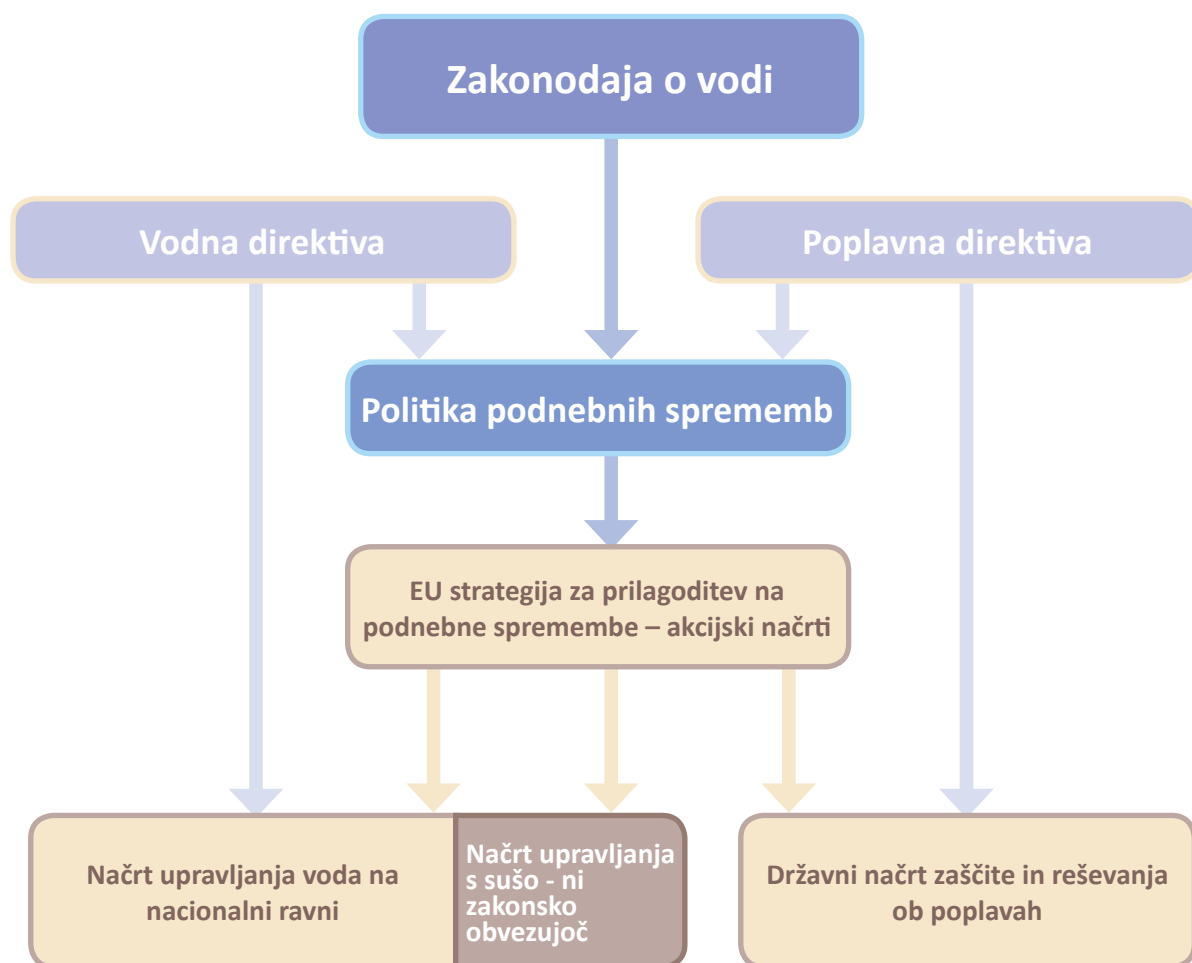 Zakonodaja o vodi
Vodna direktiva
Poplavna direktiva
Politika podnebnih sprememb
EU strategija za prilagoditev na
podnebne spremembe – akcijski načrti
Načrt upravljanja voda na
nacionalni ravni
Načrt upravljanja
s sušo - ni
zakonsko
obvezujoč
Državni načrt zaščite in reševanja
ob poplavah